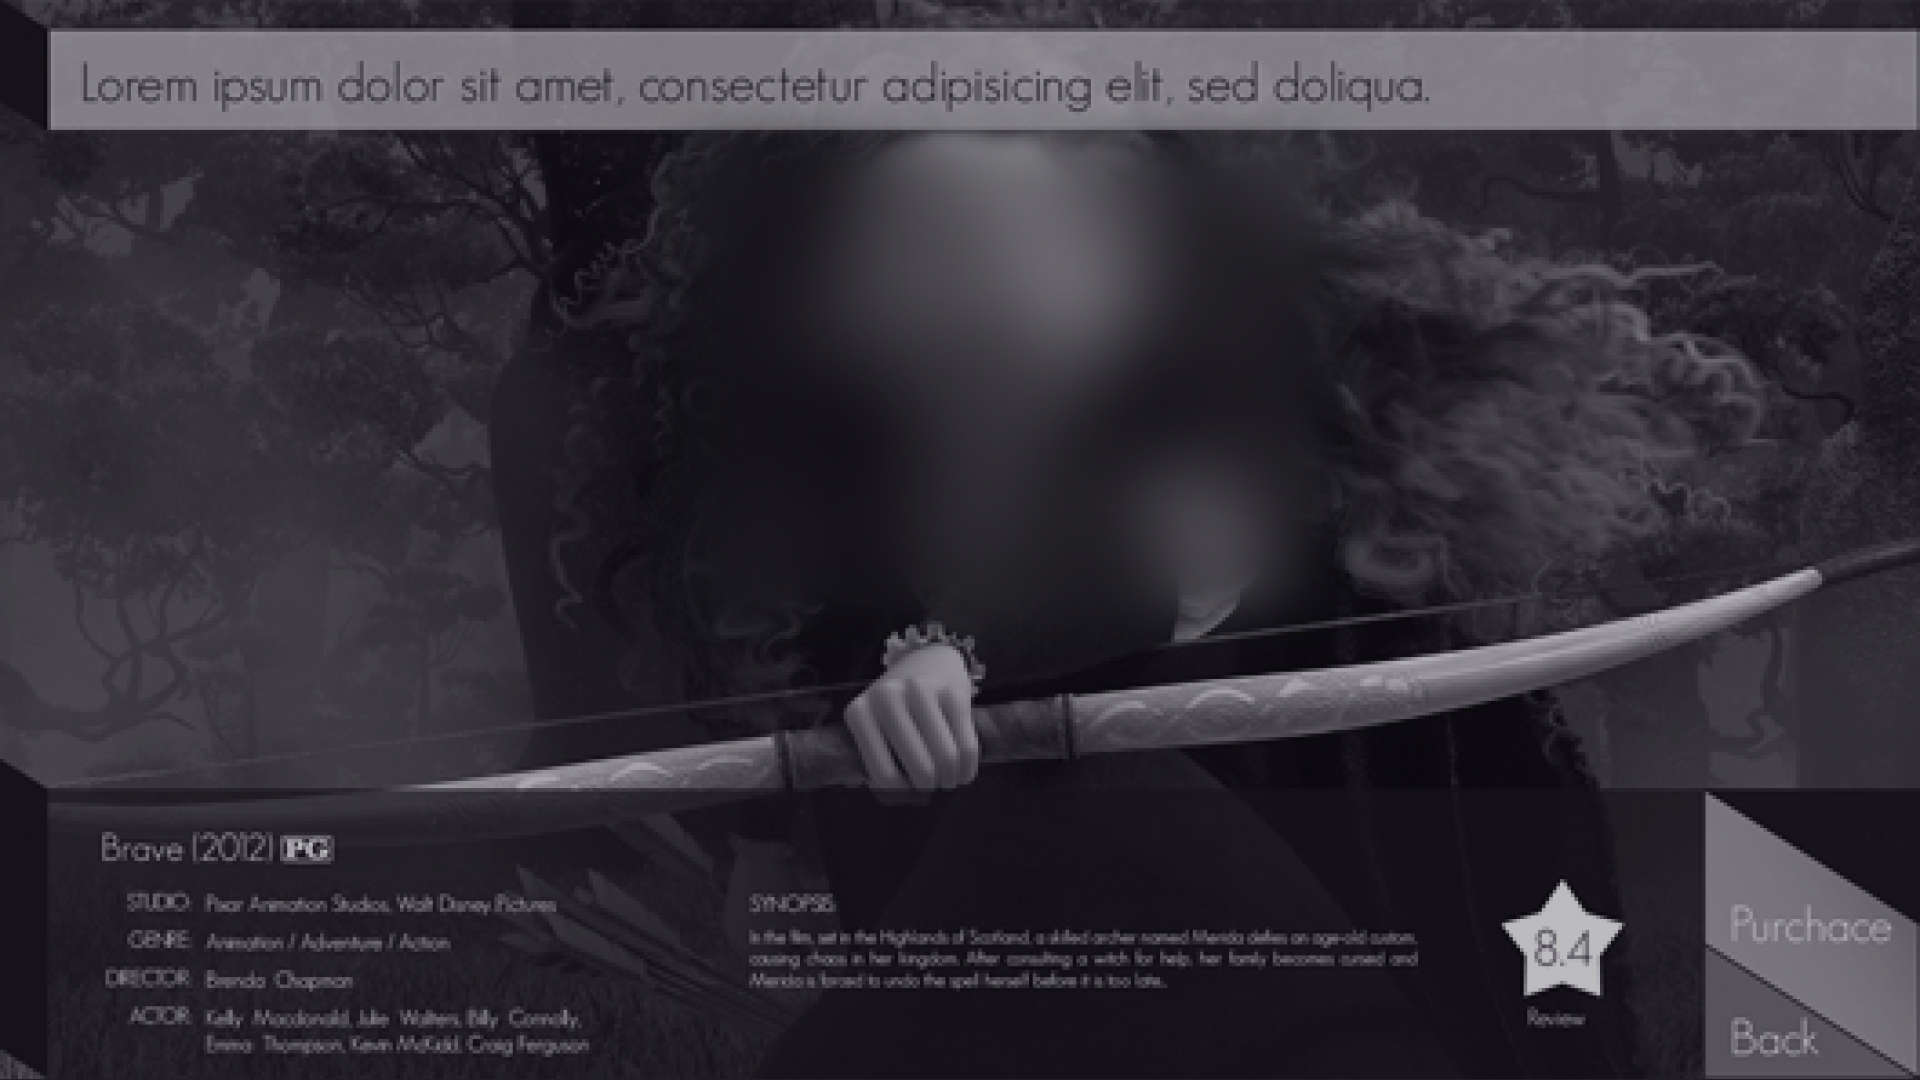 Lorem ipsum dolor sit amet, consectetur adipisicing elit, sed doliqua.
Brave (2012) PG
STUDIO: Pixar Animation Studios, Walt Disney Pictures
GENRE: Animation / Adventure / Action
DIRECTOR: Brenda Chapman
ACTOR: Kelly Macdonald, Julie Walters, Billy Connolly,
Emma Thompson, Kevin McKidd, Craig Ferguson
SYNOPSIS:
In the film, set in the Highlands of Scotland, a skilled archer named Merida defies an age-old custom,
causing chaos in her kingdom. After consulting a witch for help, her family becomes cursed and
Merida is forced to undo the spell herself before it is too late..
8.4
Review
Purchace
Back